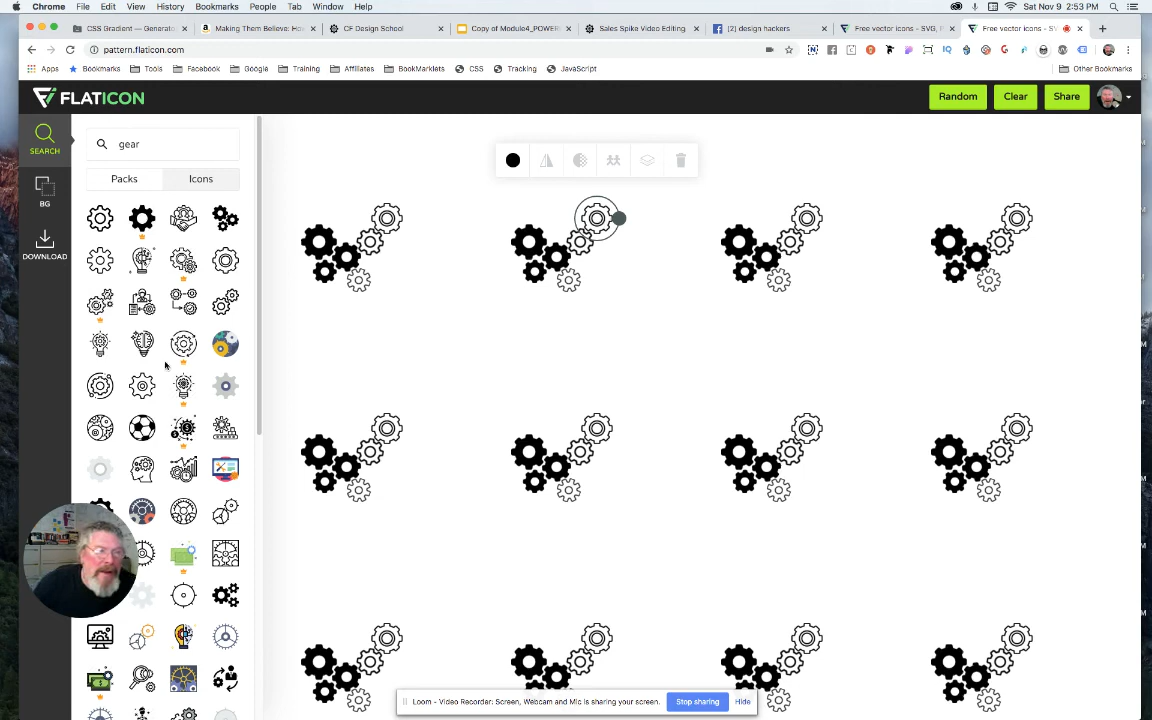 Chrome File Edit View History Bookmarks People Tab Window Help Sat Nov 9 2:53 PM
CSS Gradient — Generato Making Them Believe: Ho CF Design School Copy of Module4_POWER Sales Spike Video Editing (2) design hackers Free vector icons - SVG, Free vector icons - SV
pattern.flaticon.com
Apps Bookmarks Tools Facebook Google Training Affiliates BookMarklets CSS Tracking JavaScript Other Bookmarks
FLATICON Random Clear Share
SEARCH
gear
Packs Icons
BG
DOWNLOAD
Loom – Video Recorder: Screen, Webcam and Mic is sharing your screen. Stop sharing Hide